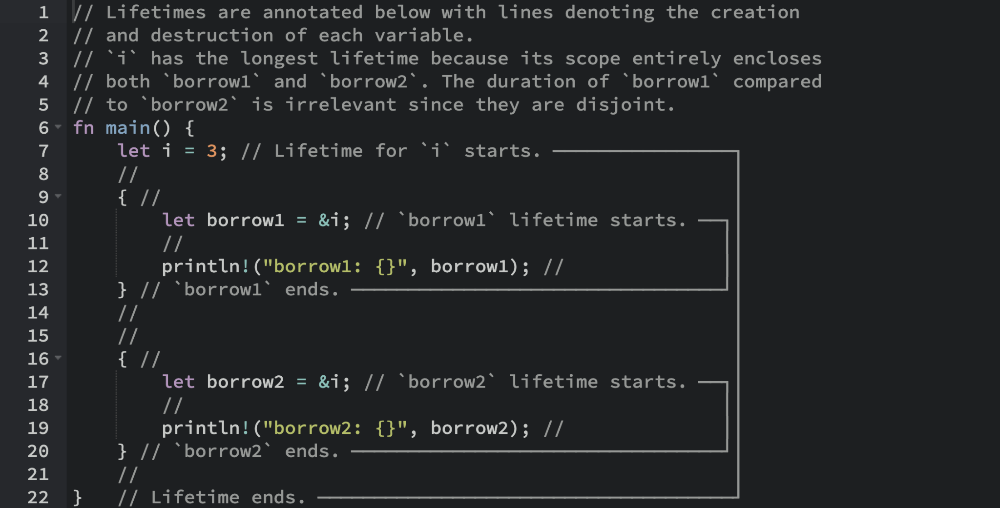 1 // Lifetimes are annotated below with lines denoting the creation
2 // and destruction of each variable.
3 // `i` has the longest lifetime because its scope entirely encloses
4 // both `borrow1` and `borrow2`. The duration of `borrow1` compared
5 // to `borrow2` is irrelevant since they are disjoint.
6 fn main() {
7     let i = 3; // Lifetime for `i` starts. ────────────────┐
8     //
9     { //
10         let borrow1 = &i; // `borrow1` lifetime starts. ──┐
11         //
12         println!("borrow1: {}", borrow1); //
13     } // `borrow1` ends. ─────────────────────────────────┘
14     //
15     //
16     { //
17         let borrow2 = &i; // `borrow2` lifetime starts. ──┐
18         //
19         println!("borrow2: {}", borrow2); //
20     } // `borrow2` ends. ─────────────────────────────────┘
21     //
22 }   // Lifetime ends. ─────────────────────────────────────┘